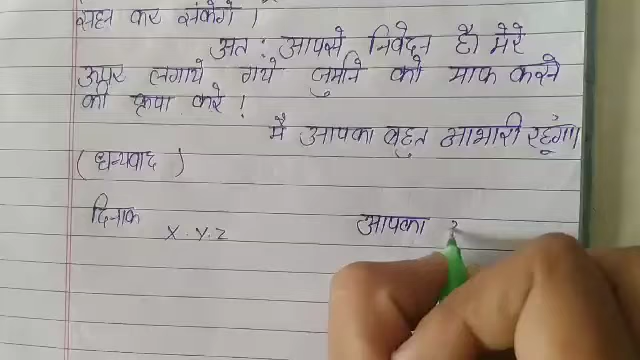 सहन कर सकेंगे ।
अत : आपसे निवेदन है। मेरे
ऊपर लगाये गये जुर्माने को माफ करने
की कृपा करे !
मै आपका बहुत आभारी रहूंगा।
( धन्यवाद )
दिनाक
X . Y . Z
आपका